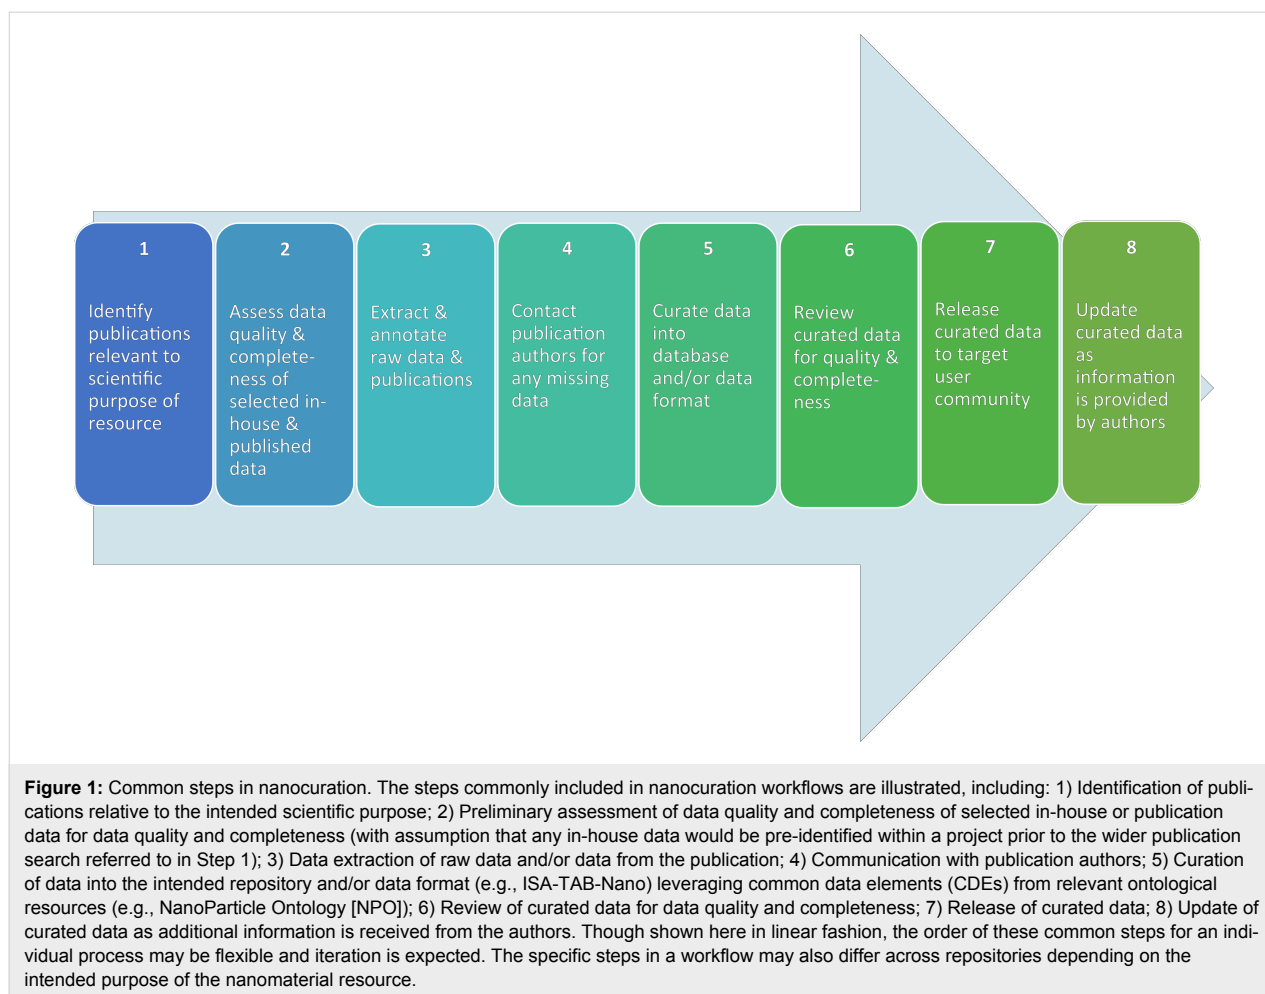 1
Identify
publications
relevant to
scientific
purpose of
resource
2
Assess data
quality &
complete-
ness of
selected in-
house &
published
data
3
Extract &
annotate
raw data &
publications
4
Contact
publication
authors for
any missing
data
5
Curate data
into
database
and/or data
format
6
Review
curated data
for quality &
complete-
ness
7
Release
curated data
to target
user
community
8
Update
curated data
as
information
is provided
by authors
Figure 1: Common steps in nanocuration. The steps commonly included in nanocuration workflows are illustrated, including: 1) Identification of publi-
cations relative to the intended scientific purpose; 2) Preliminary assessment of data quality and completeness of selected in-house or publication
data for data quality and completeness (with assumption that any in-house data would be pre-identified within a project prior to the wider publication
search referred to in Step 1); 3) Data extraction of raw data and/or data from the publication; 4) Communication with publication authors; 5) Curation
of data into the intended repository and/or data format (e.g., ISA-TAB-Nano) leveraging common data elements (CDEs) from relevant ontological
resources (e.g., NanoParticle Ontology [NPO]); 6) Review of curated data for data quality and completeness; 7) Release of curated data; 8) Update of
curated data as additional information is received from the authors. Though shown here in linear fashion, the order of these common steps for an indi-
vidual process may be flexible and iteration is expected. The specific steps in a workflow may also differ across repositories depending on the
intended purpose of the nanomaterial resource.